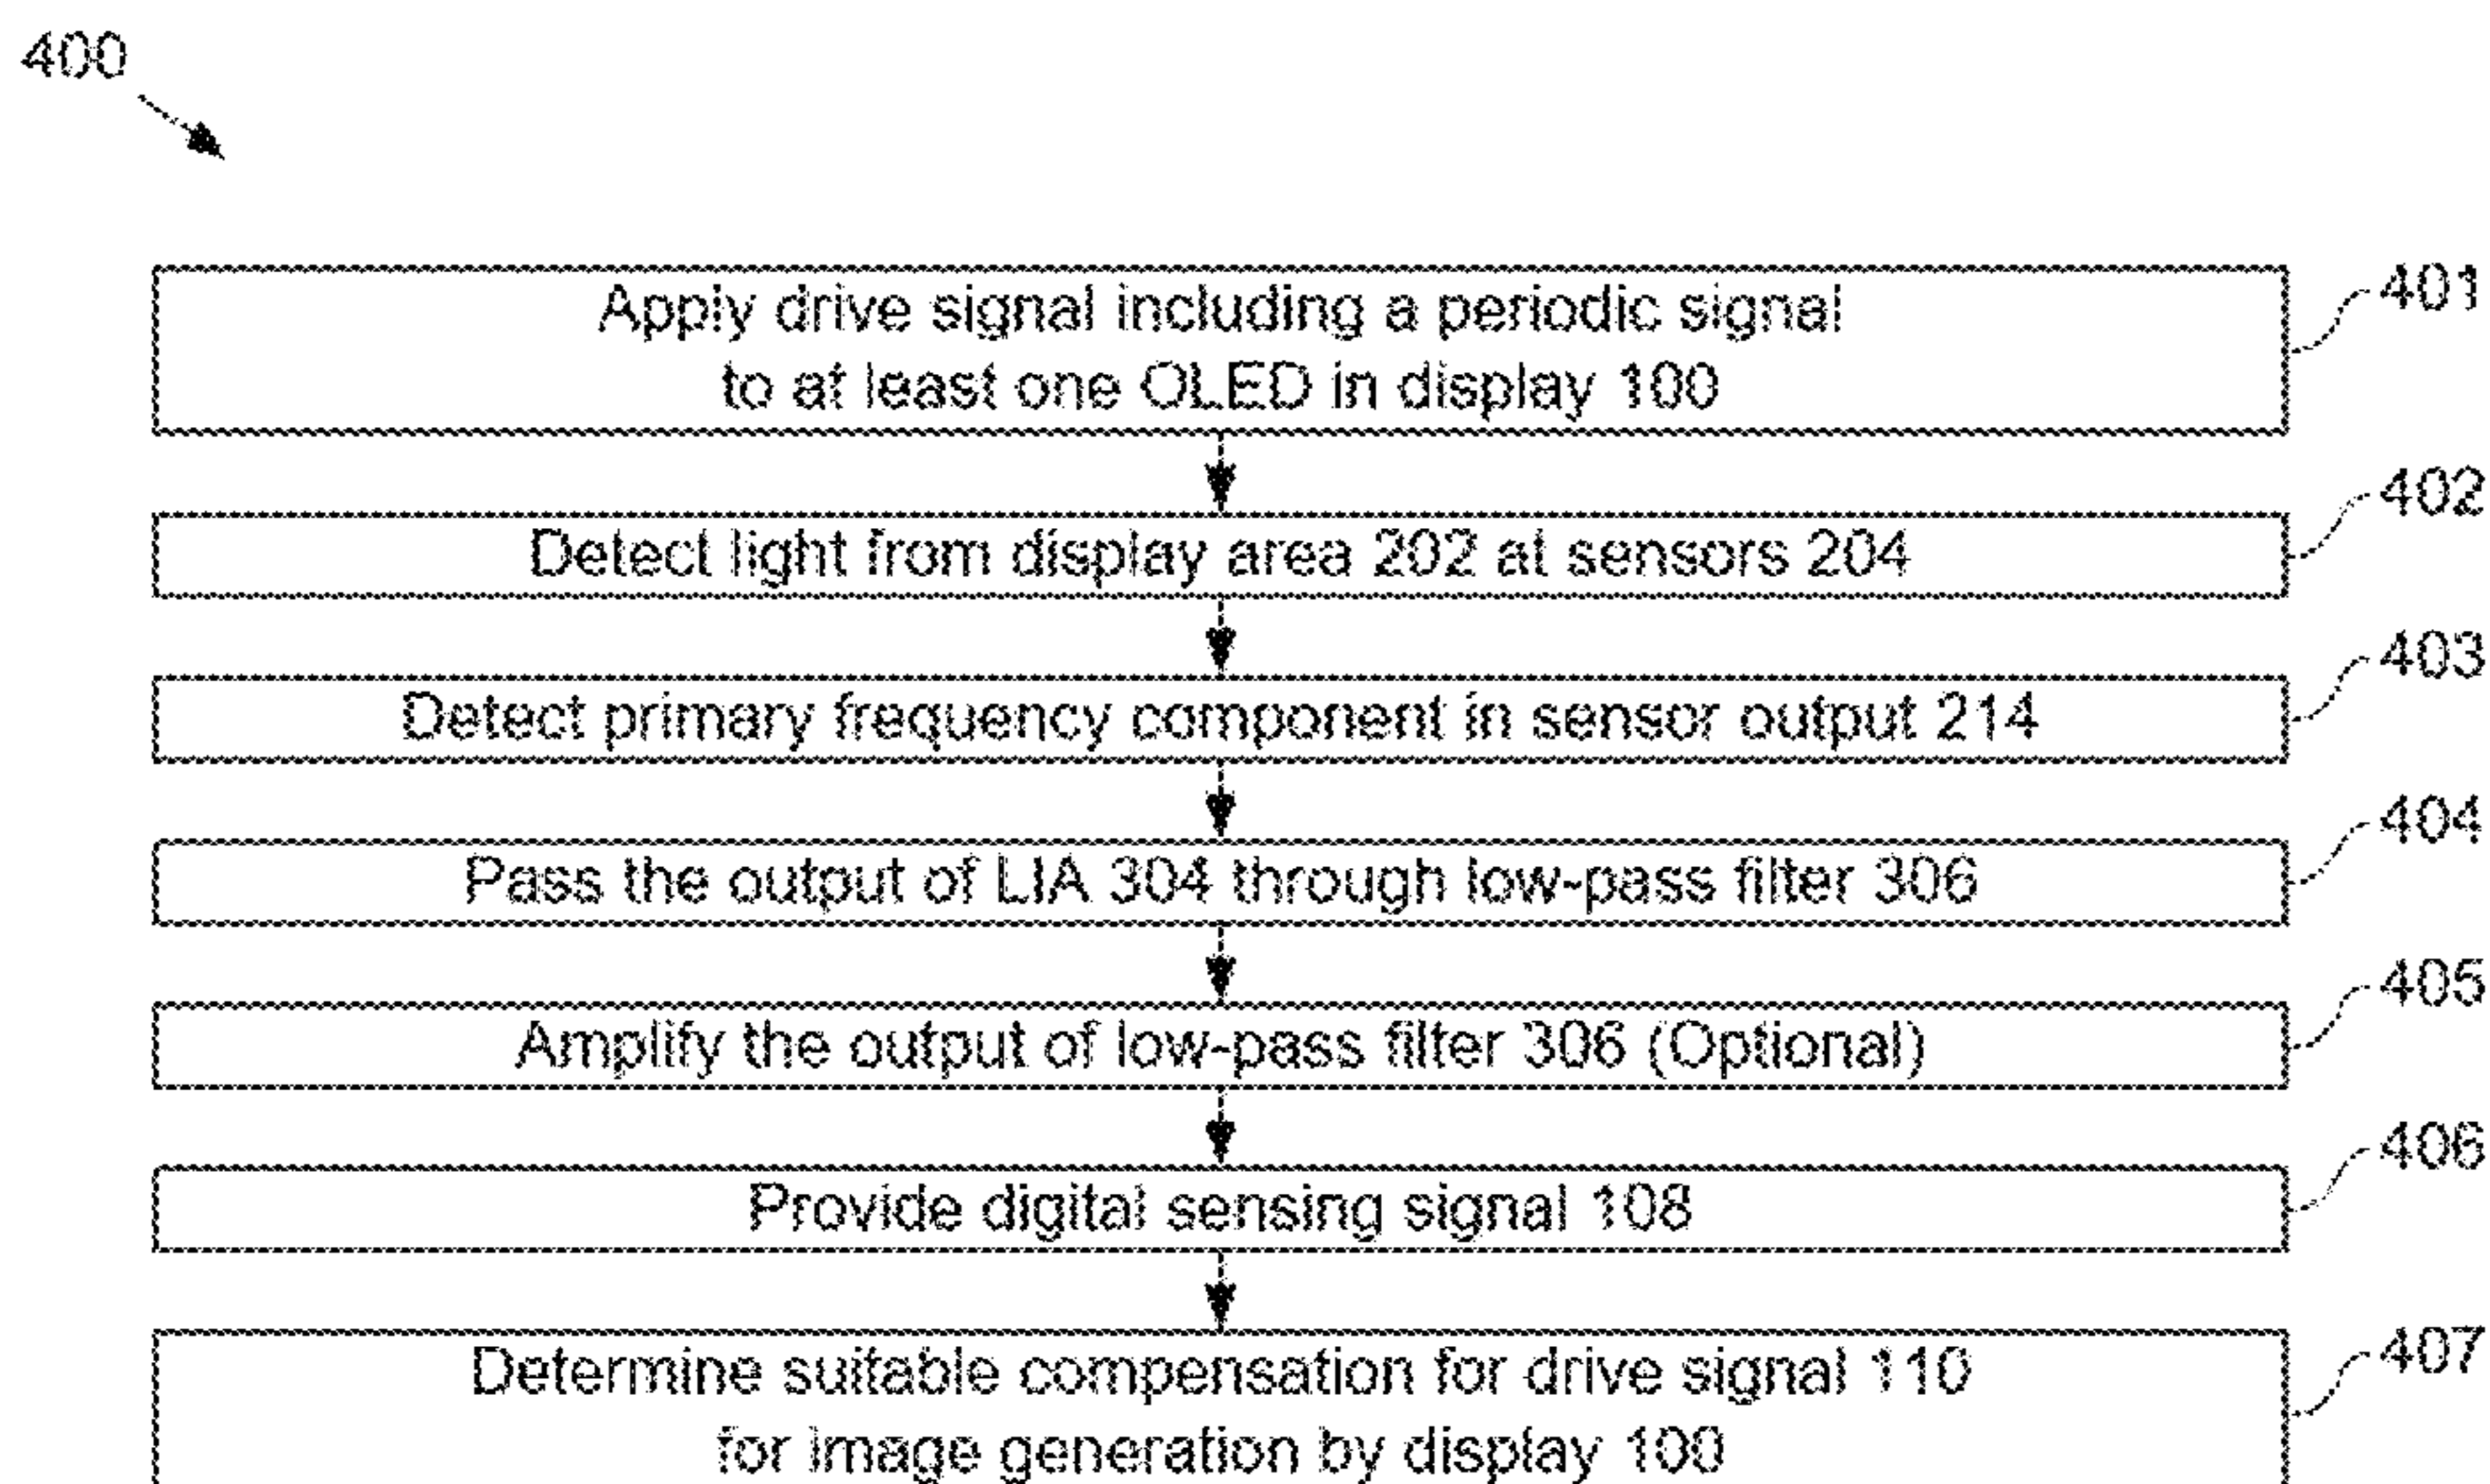 400
Apply drive signal including a periodic signal
to at least one OLED in display 100
401
Detect light from display area 202 at sensors 204
402
Detect primary frequency component in sensor output 214
403
Pass the output of LIA 304 through low-pass filter 306
404
Amplify the output of low-pass filter 306 (Optional)
405
Provide digital sensing signal 108
406
Determine suitable compensation for drive signal 110
for image generation by display 100
407